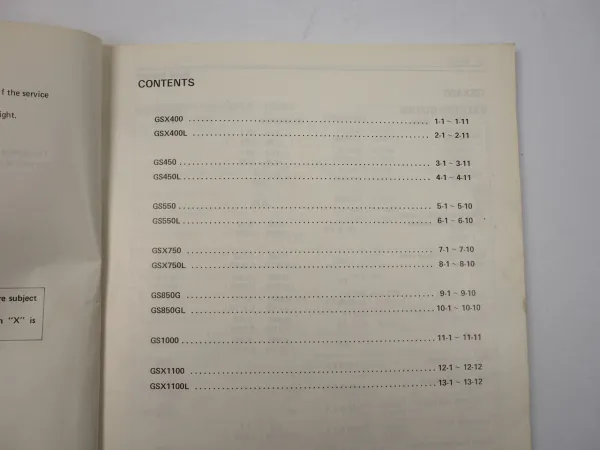 f the service
ight.
re subject
n "X" is
CONTENTS
GSX400 1-1 ~ 1-11
GSX400L 2-1 ~ 2-11
GS450 3-1 ~ 3-11
GS450L 4-1 ~ 4-11
GS550 5-1 ~ 5-10
GS550L 6-1 ~ 6-10
GSX750 7-1 ~ 7-10
GSX750L 8-1 ~ 8-10
GS850G 9-1 ~ 9-10
GS850GL 10-1 ~ 10-10
GS1000 11-1 ~ 11-11
GSX1100 12-1 ~ 12-12
GSX1100L 13-1 ~ 13-12